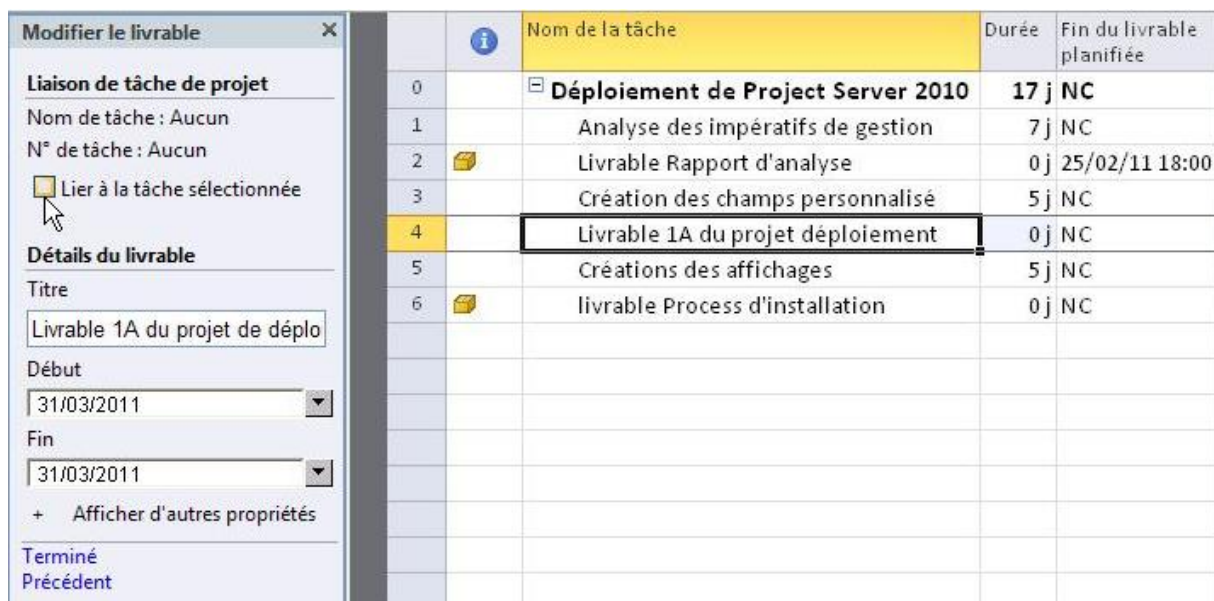 Modifier le livrable
Liaison de tâche de projet
Nom de tâche : Aucun
N° de tâche : Aucun
Lier à la tâche sélectionnée
Détails du livrable
Titre
Livrable 1A du projet de déplo
Début
31/03/2011
Fin
31/03/2011
+ Afficher d'autres propriétés
Terminé
Précédent
Nom de la tâche Durée Fin du livrable planifiée
0 Déploiement de Project Server 2010 17 j NC
1 Analyse des impératifs de gestion 7 j NC
2 Livrable Rapport d'analyse 0 j 25/02/11 18:00
3 Création des champs personnalisé 5 j NC
4 Livrable 1A du projet déploiement 0 j NC
5 Créations des affichages 5 j NC
6 livrable Process d'installation 0 j NC